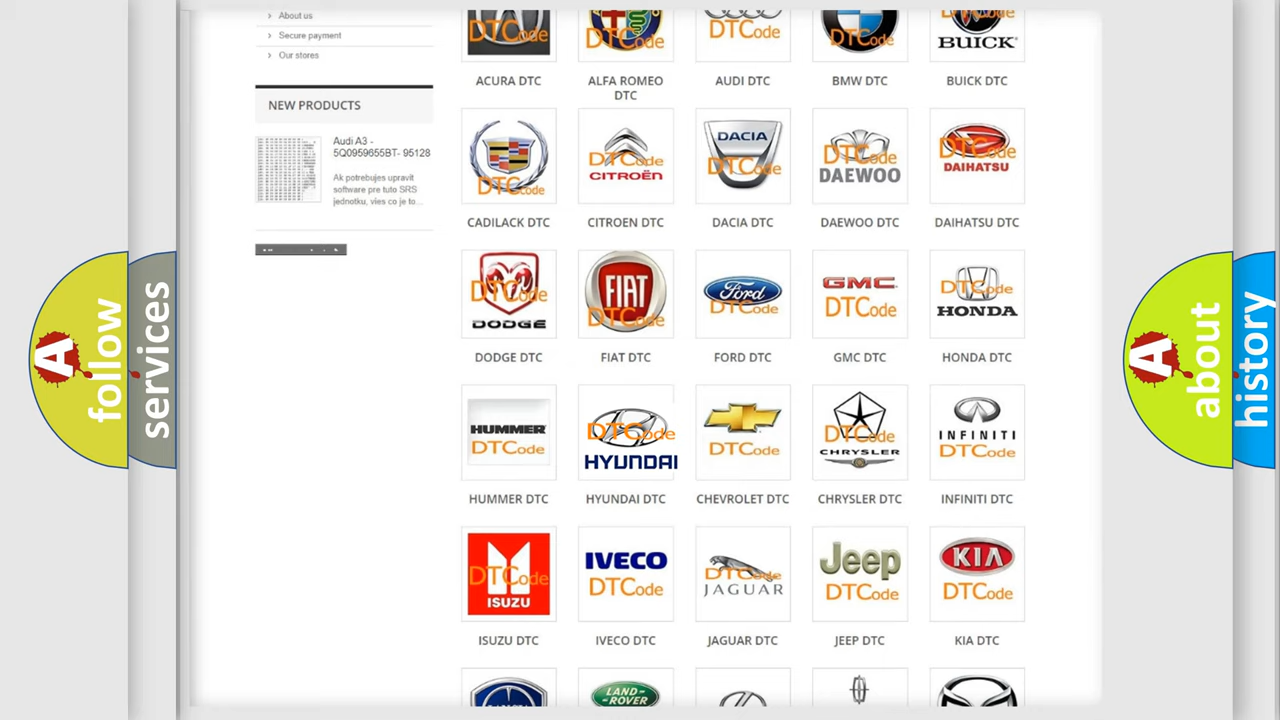 About us
Secure payment
Our stores
NEW PRODUCTS
Audi A3 -
5Q0959655BT- 95128
Ak potrebujes upravit
software pre tuto SRS
jednotku, vies co je to...
DTCode
DTCode
DTCode
DTCode
BUICK
ACURA DTC
ALFA ROMEO
DTC
AUDI DTC
BMW DTC
BUICK DTC
DTCode
DTCode
CITROËN
DACIA
DTCode
DTCode
DAEWOO
DTCode
DAIHATSU
CADILACK DTC
CITROEN DTC
DACIA DTC
DAEWOO DTC
DAIHATSU DTC
DTCode
DODGE
FIAT
DTCode
Ford
DTCode
GMC
DTCode
DTCode
HONDA
DODGE DTC
FIAT DTC
FORD DTC
GMC DTC
HONDA DTC
HUMMER
DTCode
DTCode
HYUNDAI
DTCode
DTCode
CHRYSLER
INFINITI
DTCode
HUMMER DTC
HYUNDAI DTC
CHEVROLET DTC
CHRYSLER DTC
INFINITI DTC
DTCode
ISUZU
IVECO
DTCode
DTCode
JAGUAR
Jeep
DTCode
KIA
DTCode
ISUZU DTC
IVECO DTC
JAGUAR DTC
JEEP DTC
KIA DTC
LAND-
ROVER
A follow
services
A about
history